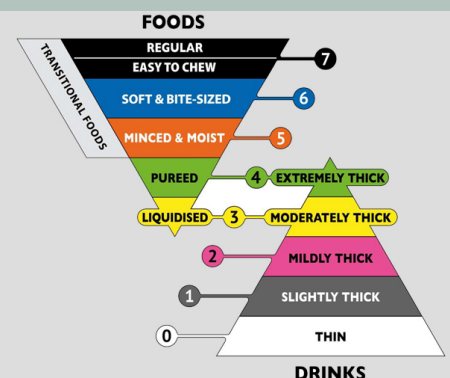 FOODS
REGULAR
EASY TO CHEW
7
TRANSITIONAL FOODS
SOFT & BITE-SIZED
6
MINCED & MOIST
5
PUREED
4
EXTREMELY THICK
LIQUIDISED
3
MODERATELY THICK
2
MILDLY THICK
1
SLIGHTLY THICK
0
THIN
DRINKS